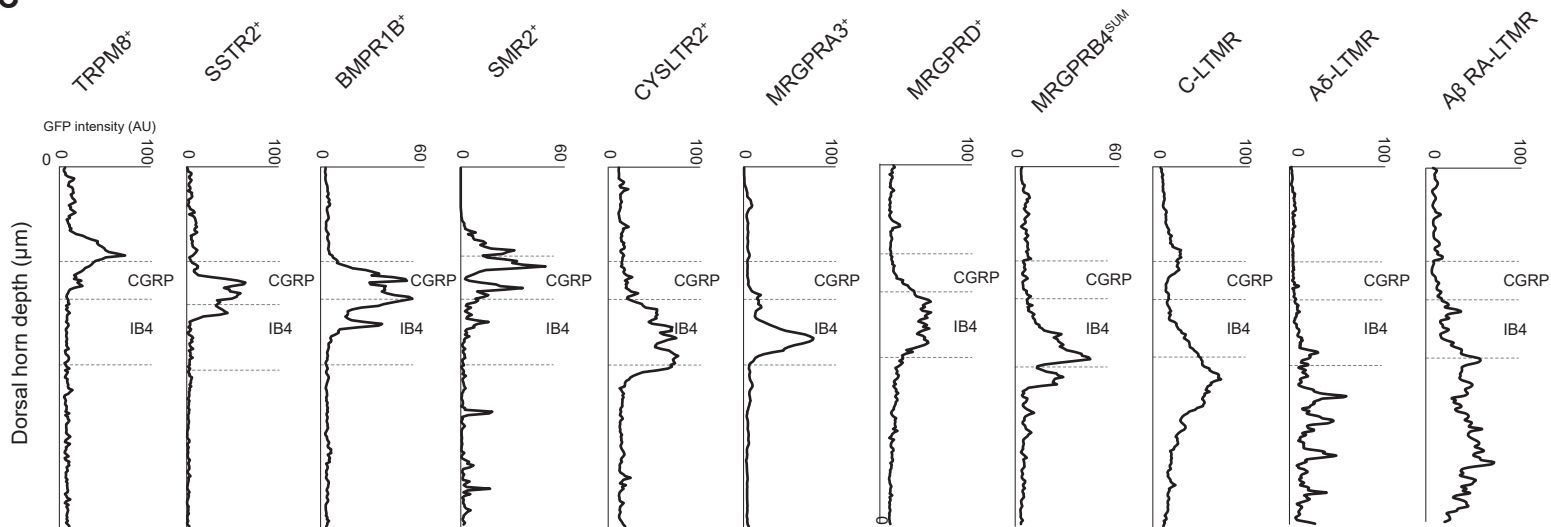 TRPM8⁺
SSTR2⁺
BMPR1B⁺
SMR2⁺
CYSLTR2⁺
MRGPRA3⁺
MRGPRD⁺
MRGPRB4ˢᵁᴹ
C-LTMR
Aδ-LTMR
Aβ RA-LTMR
GFP intensity (AU)
0
0 100
0 100
0 60
0 60
0 100
0 100
100
0 60
0 100
0 100
0 100
Dorsal horn depth (µm)
CGRP CGRP CGRP CGRP CGRP CGRP CGRP CGRP CGRP CGRP CGRP
IB4 IB4 IB4 IB4 IB4 IB4 IB4 IB4 IB4 IB4 IB4
0